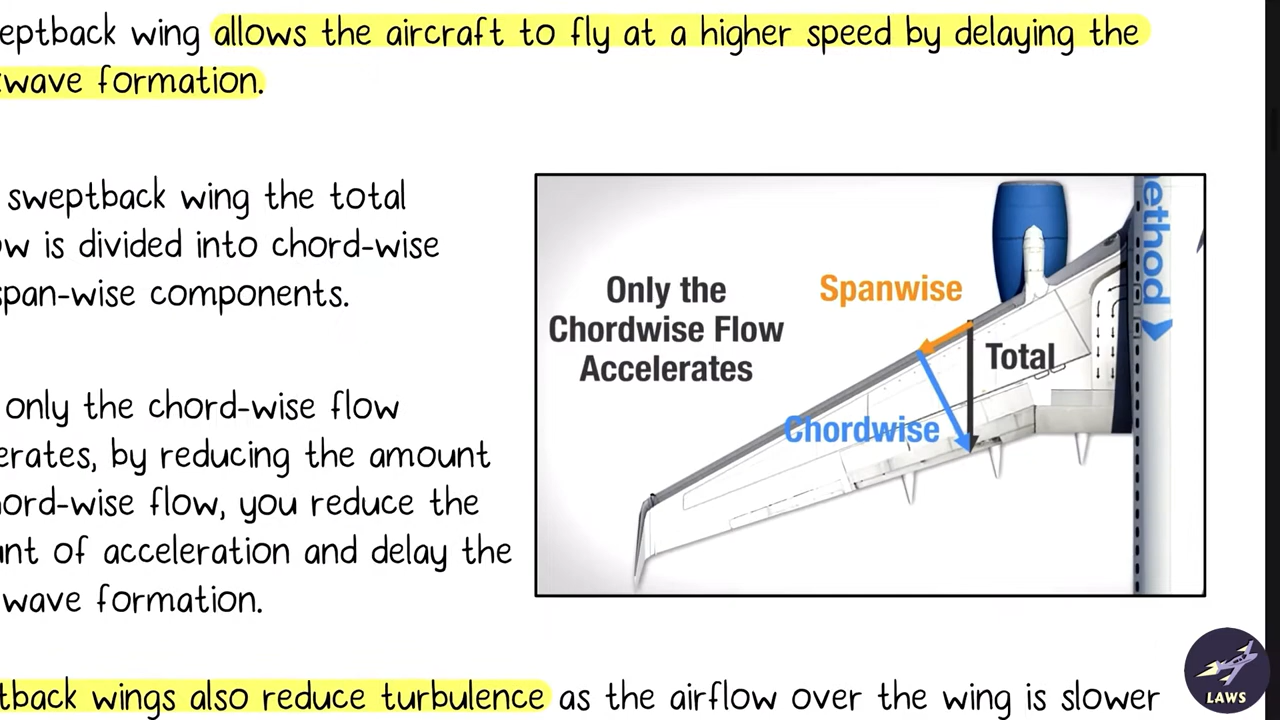 eptback wing allows the aircraft to fly at a higher speed by delaying the
wave formation.
sweptback wing the total
ow is divided into chord-wise
span-wise components.
only the chord-wise flow
erates, by reducing the amount
ord-wise flow, you reduce the
unt of acceleration and delay the
wave formation.
Only the
Chordwise Flow
Accelerates
Spanwise
Total
Chordwise
ethod
tback wings also reduce turbulence as the airflow over the wing is slower
LAWS